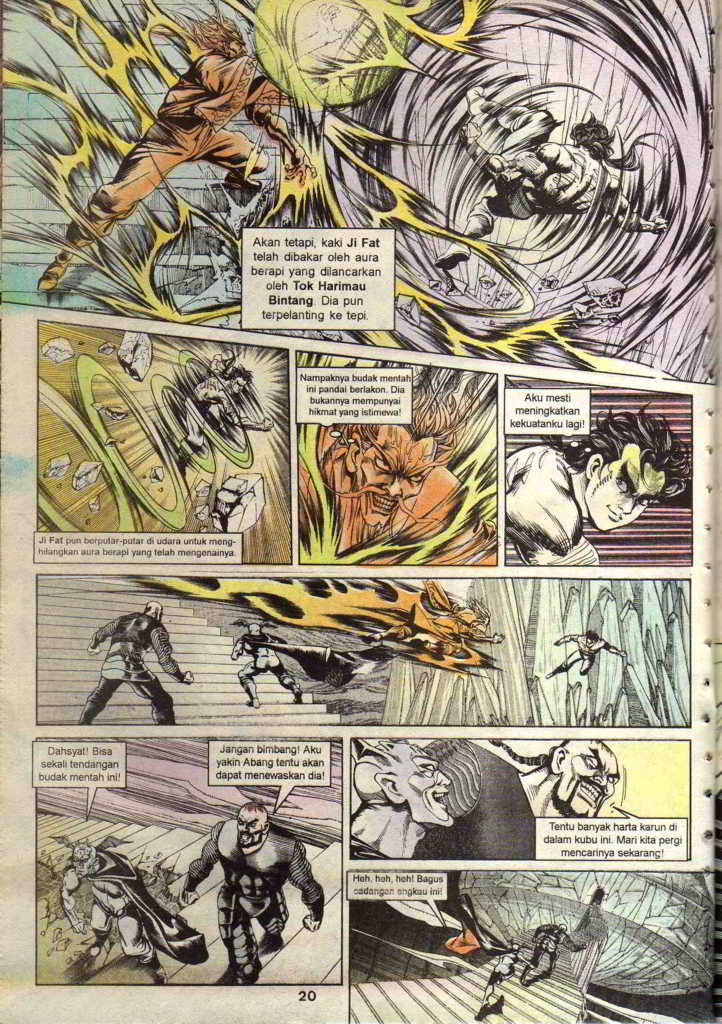 Akan tetapi, kaki Ji Fat
telah dibakar oleh aura
berapi yang dilancarkan
oleh Tok Harimau
Bintang. Dia pun
terpelanting ke tepi.
Ji Fat pun berputar-putar di udara untuk meng-
hilangkan aura berapi yang telah mengenainya.
Nampaknya budak mentah
ini pandai berlakon. Dia
bukannya mempunyai
hikmat yang istimewa!
Aku mesti
meningkatkan
kekuatanku lagi!
Dahsyat! Bisa
sekali tendangan
budak mentah ini!
Jangan bimbang! Aku
yakin Abang tentu akan
dapat menewaskan dia!
Tentu banyak harta karun di
dalam kubu ini. Mari kita pergi
mencarinya sekarang!
Heh, heh, heh! Bagus
cadangan engkau ini!
20